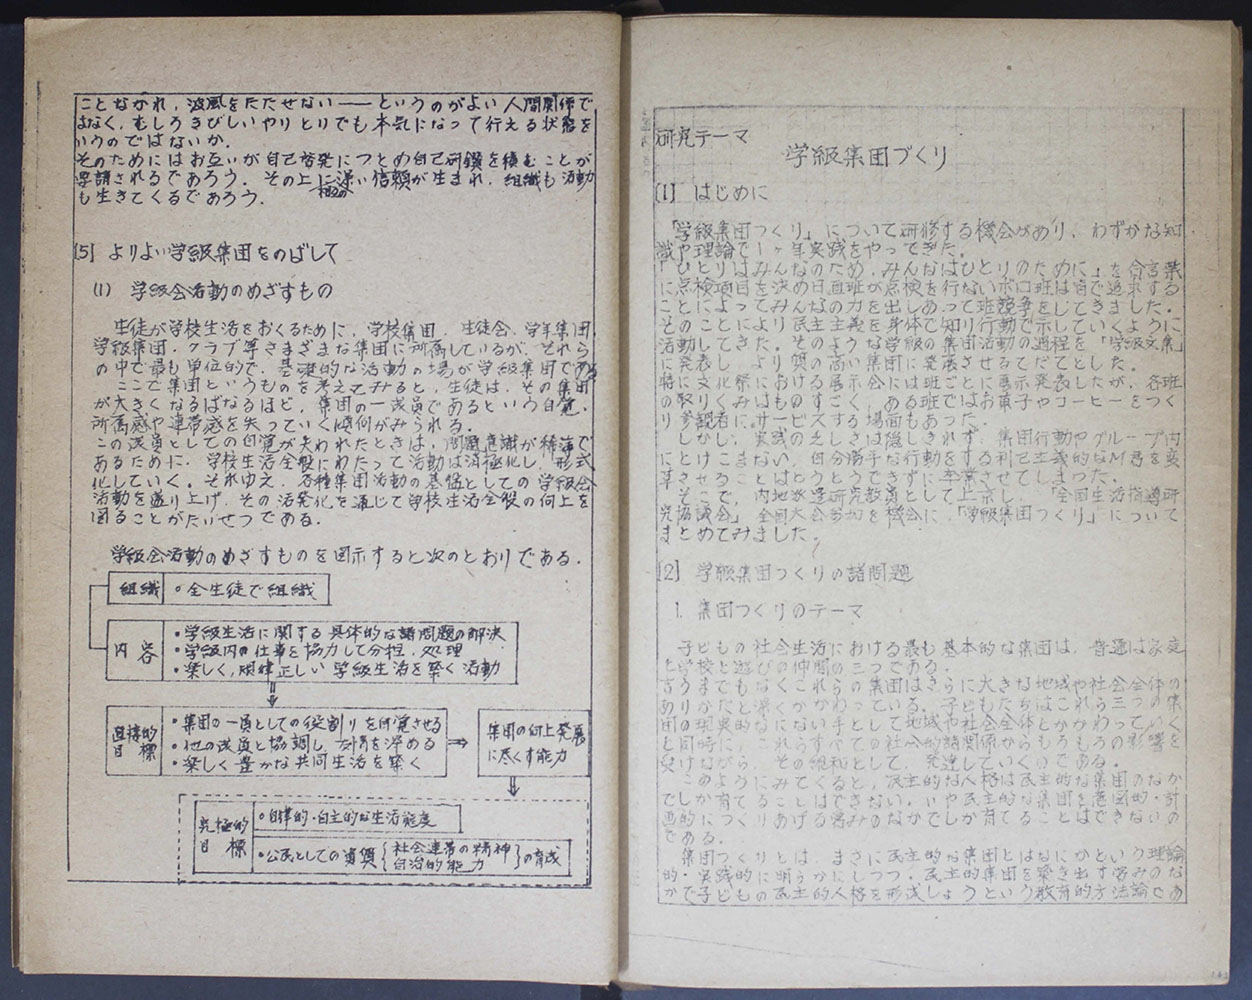 ことなかれ，波風をたたせない――というのがよい人間関係で
はなく，むしろきびしいやりとりでも本気になって行える状態を
いうのではないか．
そのためにはお互いが自己啓発につとめ自己研鑽を積むことが
要請されるであろう．その上に深い信頼が生まれ，組織も活動
も生きてくるであろう．
[5] よりよい学級集団をのばして
(1) 学級会活動のめざすもの
生徒が学校生活をおくるために，学校集団．生徒会，学年集団，
学級集団．クラブ等さまざまな集団に所属しているが，それら
の中で最も単位的で，基礎的な活動の場が学級集団であ
ここで集団というものを考えてみると，生徒は，その集団
が大きくなるばなるほど，集団の一成員であるという自覚，
所属感や連帯感を失っていく傾向がみられる．
この成員としての自覚が失われたときは，問題意識が稀薄で
あるために，学校生活全般にわたって活動は消極化し，形式
化していく．それゆえ，各種集団活動の基盤としての学級会
活動を盛り上げ，その活発化を通じて学校生活全般の向上を
図ることがたいせつである．
学級会活動のめざすものを図示すると次のとおりである．
組織 ・全生徒で組織
内容 ・学級生活に関する具体的な諸問題の解決
・学級内の仕事を協力して分担．処理
・楽しく，規律正しい学級生活を築く活動
直接的目標 ・集団の一員としての役割りを自覚させる
・他の成員と協調し，友情を深める
・楽しく豊かな共同生活を築く
集団の向上発展に尽くす能力
究極的目標 ・自律的・自主的な生活態度
・公民としての資質{社会連帯の精神 自治的能力}の育成
研究テーマ
学級集団づくり
[1] はじめに
「学級集団つくり」について研修する機会があり，わずかな知
識や理論で1ヶ年実践をやってきた．
「ひとりはみんなのため，みんなはひとりのために」を合言葉
に点検項目を決め日直班が点検を行ないボロ班は皆で追求する
ことによってみんなの力を出しあって班競争をしてきました．
そのことにより民主主義を身体で知り行動で示していくように
活動してきた．そのような学級の集団活動の過程を「学級文集」
に発表し，より質の高い集団に発展させるてだてとした．
特に文化祭における展示会には班ごとに展示発表したが，各班
の取りくみはものすごく，ある班ではお菓子やコーヒーをつく
り参観者にサービスする場面もあった．
しかし，実践の乏しさは隠しきれず，集団行動やグループ内
にとけこまない，自分勝手な行動をする利己主義的なM君を変
革させることはとうとうできずに卒業させてしまった．
そこで，内地派遣研究教員として上京し，「全国生活指導研
究協議会」全国大会参加を機会に，「学級集団つくり」について
まとめてみました．
[2] 学級集団つくりの諸問題
1. 集団つくりのテーマ
子どもの社会生活における最も基本的な集団は，普通は家庭
と学校と遊びの仲間の三つである．
言うまでもなくこれらの集団はさらに大きな地域や社会全体の
ありかたと深くかかわっている．子どもたちはこれら三つの集
団の現実的なにない手として地域や社会全体とかかわっていく
と同時に，それらすべての社会的諸関係からもろもろの影響を
受けながら，その総和として，発達していくのである．
このようにみてくると，民主的な人格は民主的な集団のなか
でしか育てることはできない．いや民主的な集団を意図的・計
画的につくりあげる営みのなかでしか育てることはできないの
である．
集団つくりとは，まさに民主的な集団とはなにかという理論
的・実践的に明らかにしつつ，民主的集団を築き出す営みのな
かで子どもの民主的人格を形成しようという教育的方法論であ